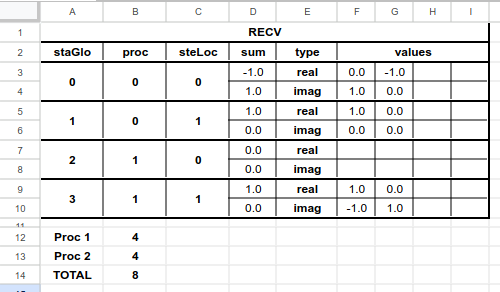 A B C D E F G H I
1 RECV
2 staGlo proc steLoc sum type values
3 0 0 0 -1.0 real 0.0 -1.0
4 1.0 imag 1.0 0.0
5 1 0 1 1.0 real 1.0 0.0
6 0.0 imag 0.0 0.0
7 2 1 0 0.0 real
8 0.0 imag
9 3 1 1 1.0 real 1.0 0.0
10 0.0 imag -1.0 1.0
11
12 Proc 1 4
13 Proc 2 4
14 TOTAL 8